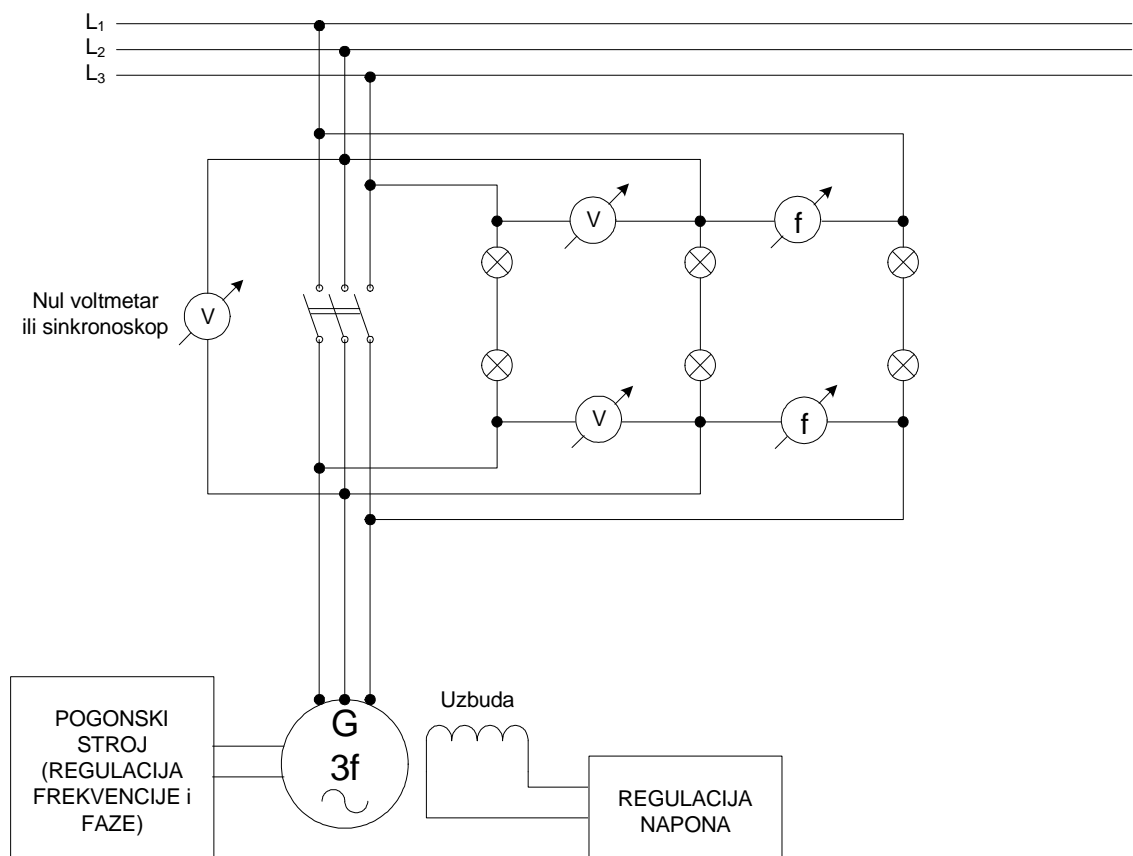 L₁
L₂
L₃
V
f
Nul voltmetar
ili sinkronoskop
V
V
f
POGONSKI
STROJ
(REGULACIJA
FREKVENCIJE i
FAZE)
G
3f
Uzbuda
REGULACIJA
NAPONA